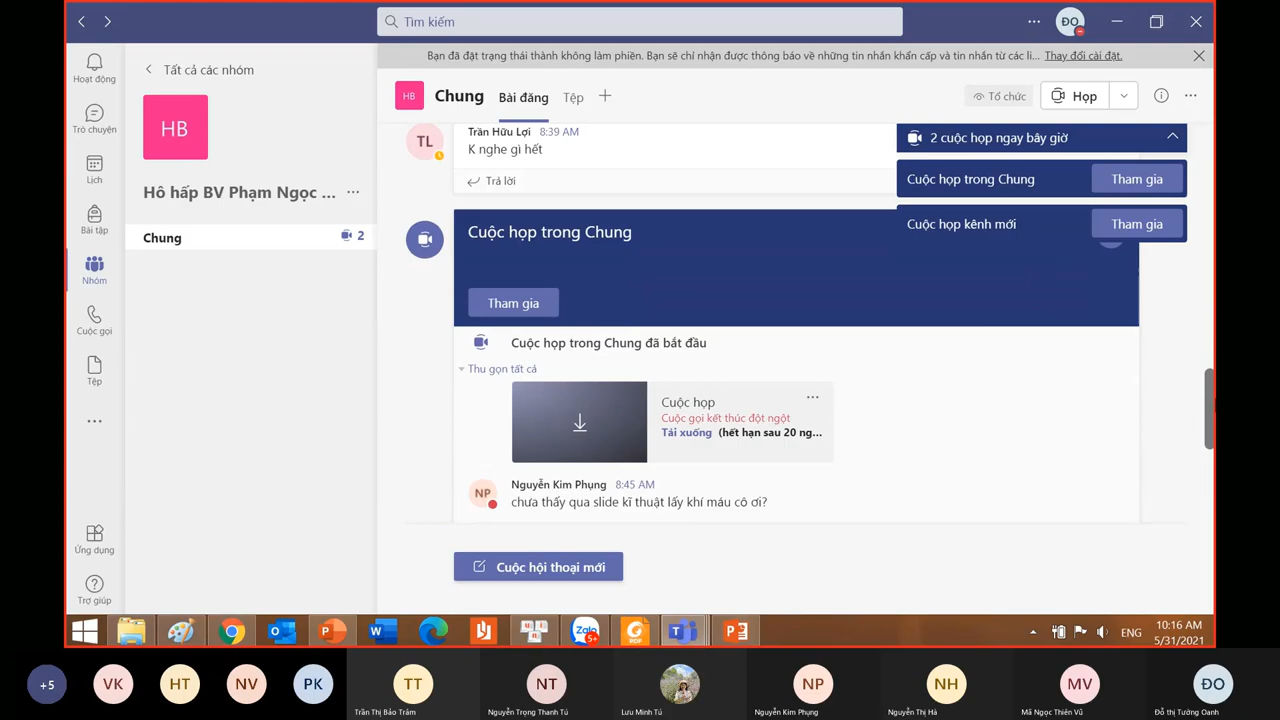 Tìm kiếm
ĐO
Bạn đã đặt trạng thái thành không làm phiền. Bạn sẽ chỉ nhận được thông báo về những tin nhắn khẩn cấp và tin nhắn từ các li... Thay đổi cài đặt.
Hoạt động
Trò chuyện
Lịch
Bài tập
Nhóm
Cuộc gọi
Tệp
Ứng dụng
Trợ giúp
Tất cả các nhóm
HB
Hô hấp BV Phạm Ngọc ...
Chung 2
HB Chung Bài đăng Tệp
Tổ chức
Họp
2 cuộc họp ngay bây giờ
Cuộc họp trong Chung Tham gia
Cuộc họp kênh mới Tham gia
TL
Trần Hữu Lợi 8:39 AM
K nghe gì hết
Trả lời
Cuộc họp trong Chung
Tham gia
Cuộc họp trong Chung đã bắt đầu
Thu gọn tất cả
Cuộc họp
Cuộc gọi kết thúc đột ngột
Tải xuống (hết hạn sau 20 ng...
NP
Nguyễn Kim Phụng 8:45 AM
chưa thấy qua slide kĩ thuật lấy khí máu cô ơi?
Cuộc hội thoại mới
Zalo
5+
PDF
ENG
10:16 AM
5/31/2021
+5
VK
HT
NV
PK
TT
Trần Thị Bảo Trâm
NT
Nguyễn Trọng Thanh Tú
Lưu Minh Tú
NP
Nguyễn Kim Phụng
NH
Nguyễn Thị Hà
MV
Mã Ngọc Thiên Vũ
ĐO
Đỗ thị Tường Oanh